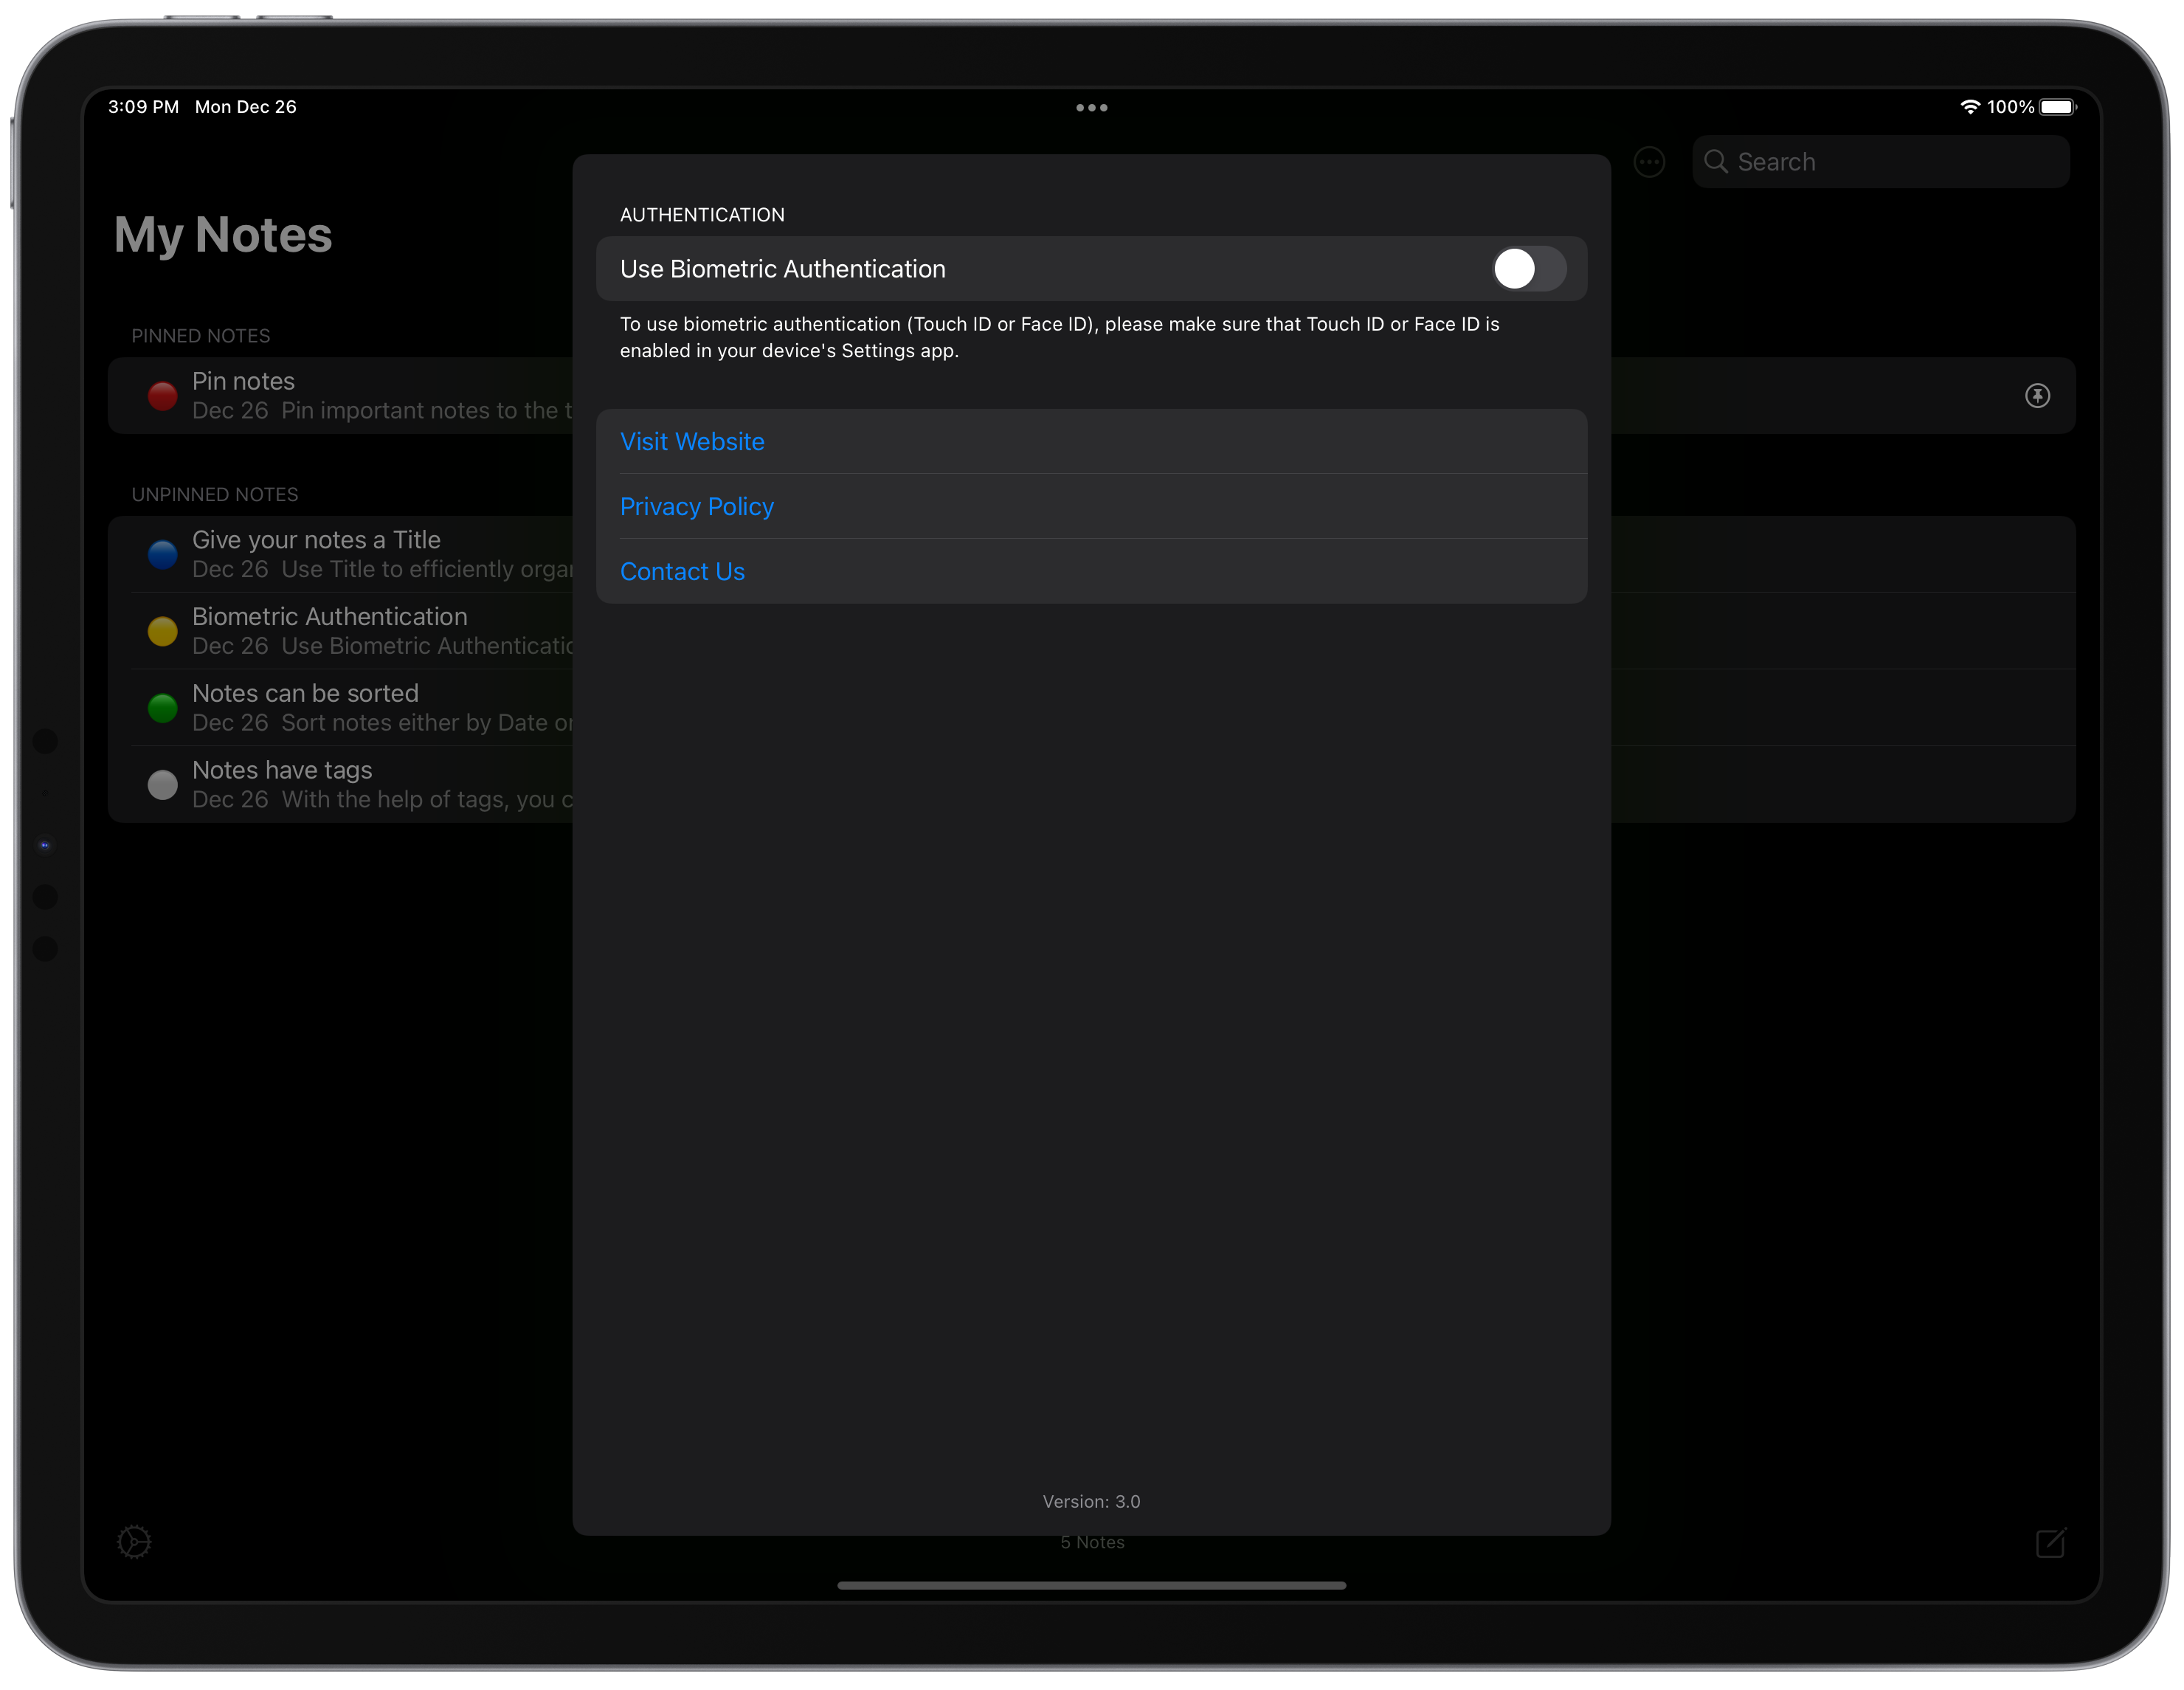 3:09 PM Mon Dec 26
100%
Search
My Notes
PINNED NOTES
Pin notes
Dec 26 Pin important notes to the
UNPINNED NOTES
Give your notes a Title
Dec 26 Use Title to efficiently
Biometric Authentication
Dec 26 Use Biometric
Notes can be sorted
Dec 26 Sort notes either by Date
Notes have tags
Dec 26 With the help of tags, you
AUTHENTICATION
Use Biometric Authentication
To use biometric authentication (Touch ID or Face ID), please make sure that Touch ID or Face ID is
enabled in your device's Settings app.
Visit Website
Privacy Policy
Contact Us
Version: 3.0
5 Notes